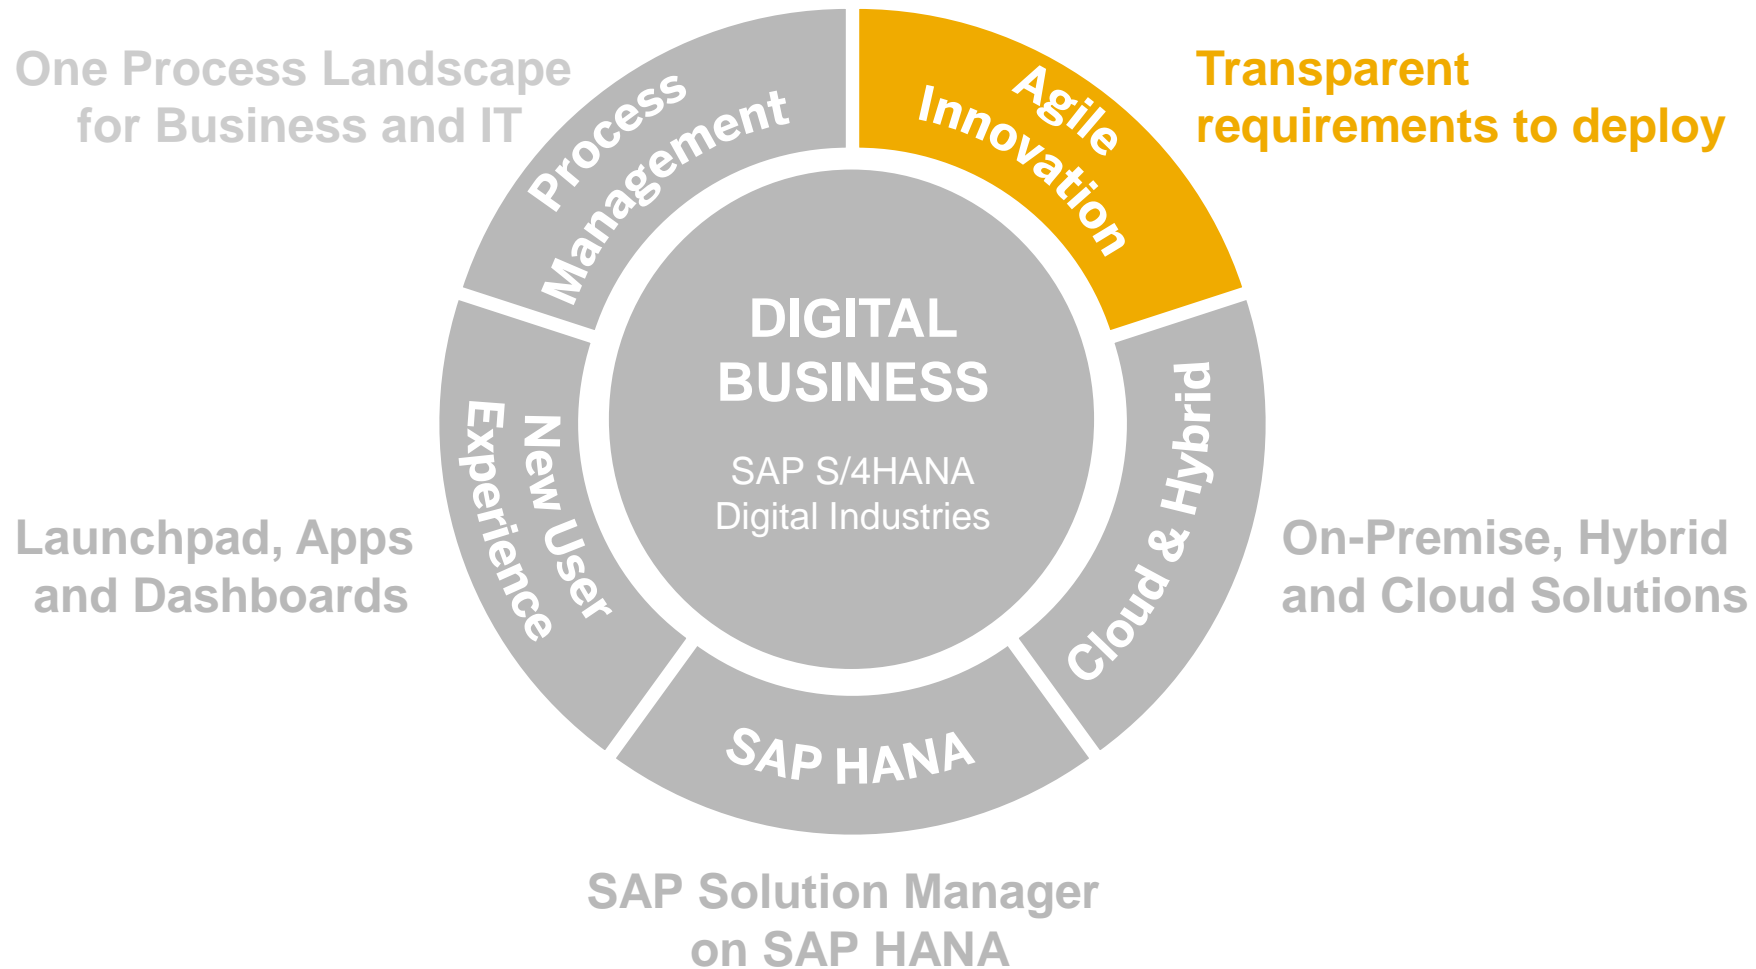 One Process Landscape
for Business and IT
Process
Management
Agile
Innovation
Transparent
requirements to deploy
DIGITAL
BUSINESS
SAP S/4HANA
Digital Industries
New User
Experience
Launchpad, Apps
and Dashboards
Cloud & Hybrid
On-Premise, Hybrid
and Cloud Solutions
SAP HANA
SAP Solution Manager
on SAP HANA